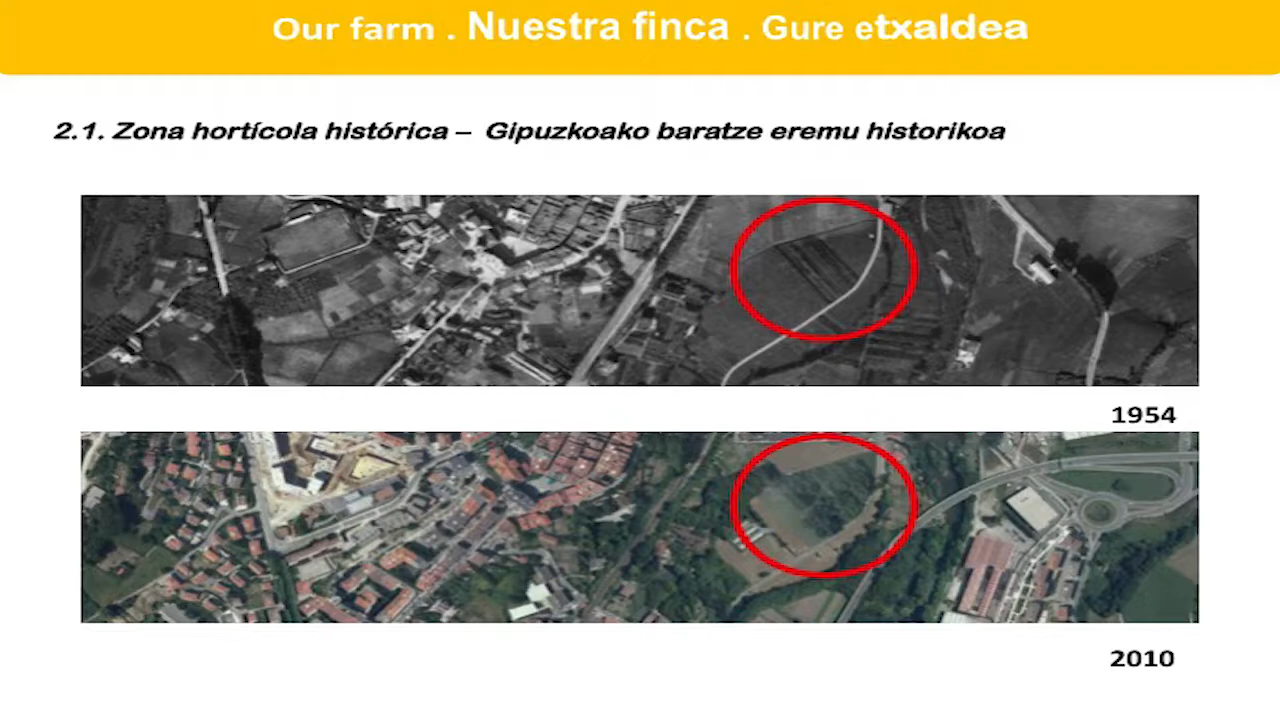 Our farm . Nuestra finca . Gure etxaldea
2.1. Zona hortícola histórica – Gipuzkoako baratze eremu historikoa
1954
2010